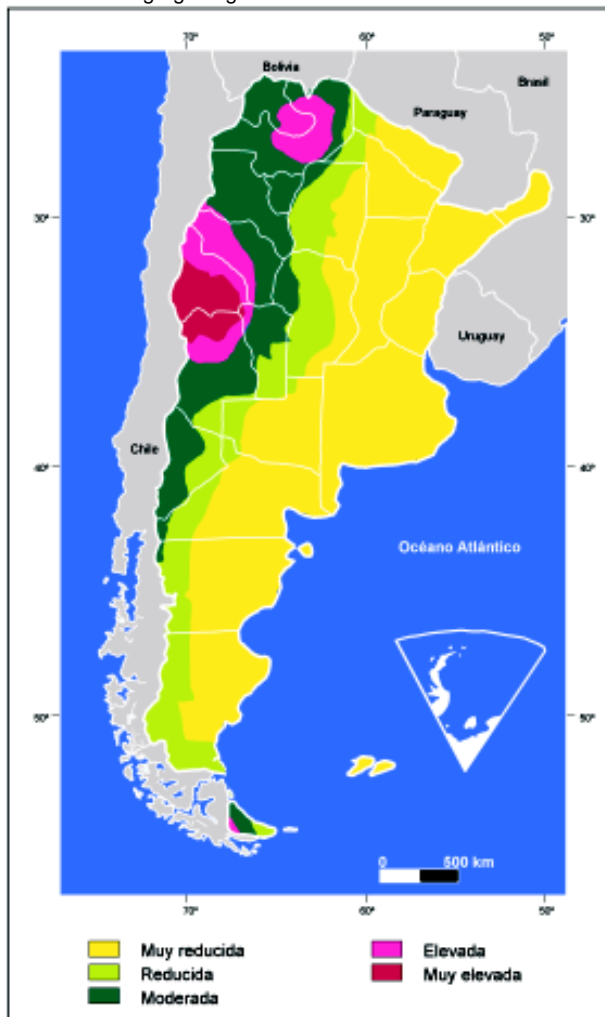 70° 60° 50°
Bolivia
Brasil
Paraguay
30° 30°
Uruguay
Chile
40° 40°
Océano Atlántico
50° 50°
0 500 km
70° 60° 50°
Muy reducida Elevada
Reducida Muy elevada
Moderada